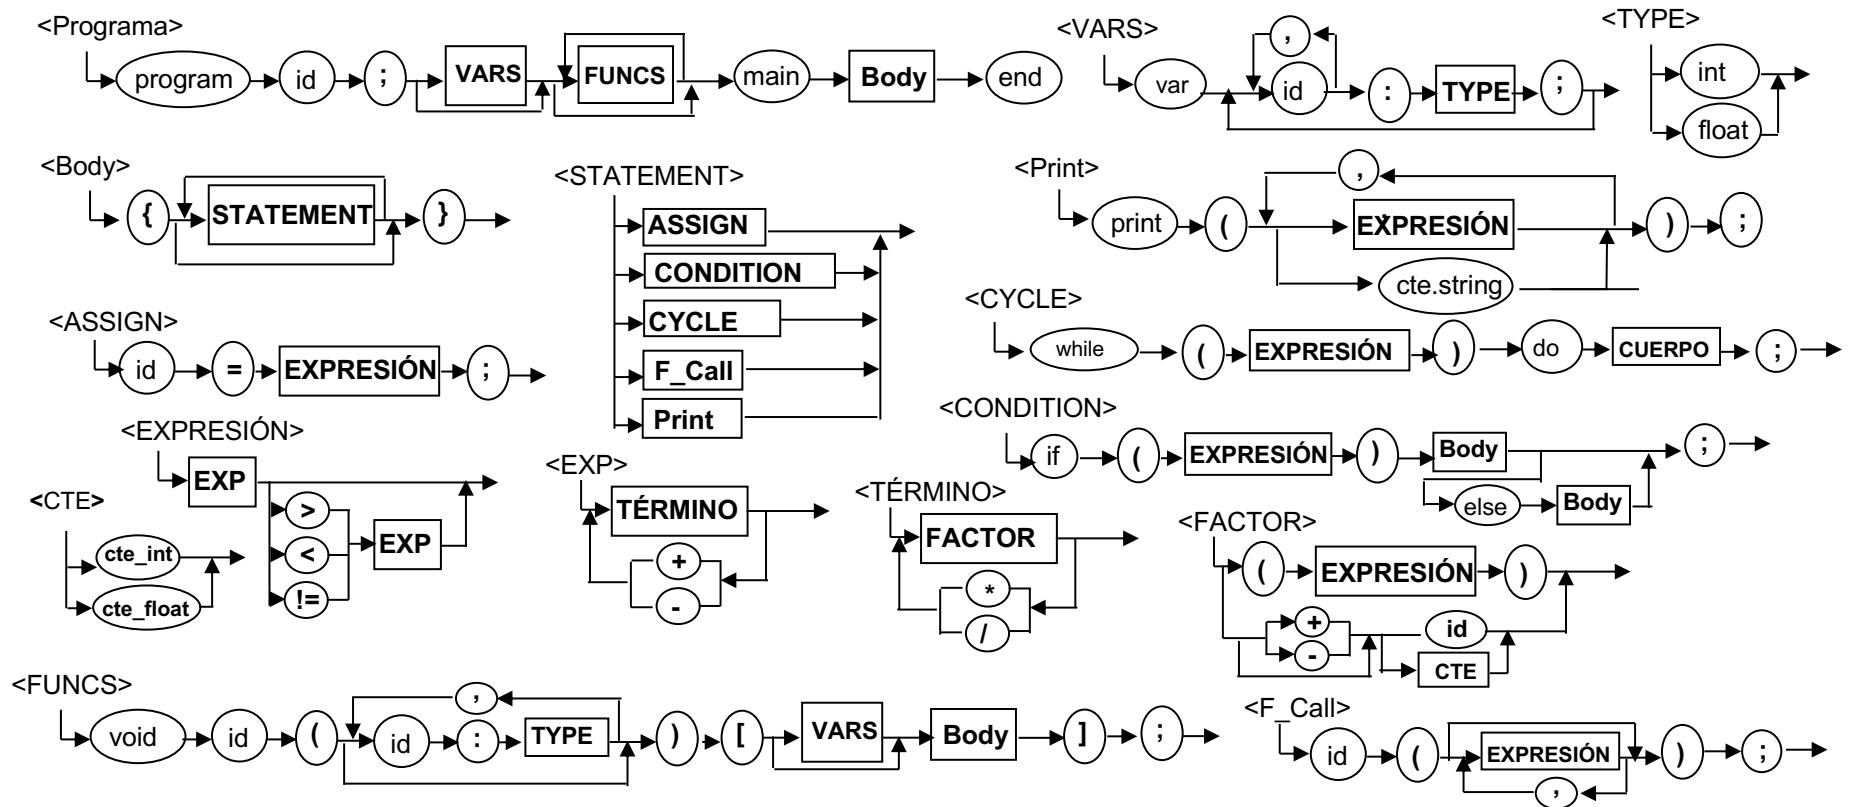 <Programa>
program id ; VARS FUNCS main Body end
<VARS>
,
var id : TYPE ;
<TYPE>
int
float
<Body>
{ STATEMENT }
<STATEMENT>
ASSIGN
CONDITION
CYCLE
F_Call
Print
<Print>
,
print ( EXPRESIÓN ) ;
cte.string
<ASSIGN>
id = EXPRESIÓN ;
<CYCLE>
while ( EXPRESIÓN ) do CUERPO ;
<EXPRESIÓN>
EXP
>
<
!=
EXP
<CONDITION>
if ( EXPRESIÓN ) Body ;
else Body
<CTE>
cte_int
cte_float
<EXP>
TÉRMINO
+
-
<TÉRMINO>
FACTOR
*
/
<FACTOR>
( EXPRESIÓN )
+ id
- CTE
<FUNCS>
,
void id ( id : TYPE ) [ VARS Body ] ;
<F_Call>
id ( EXPRESIÓN ) ;
,